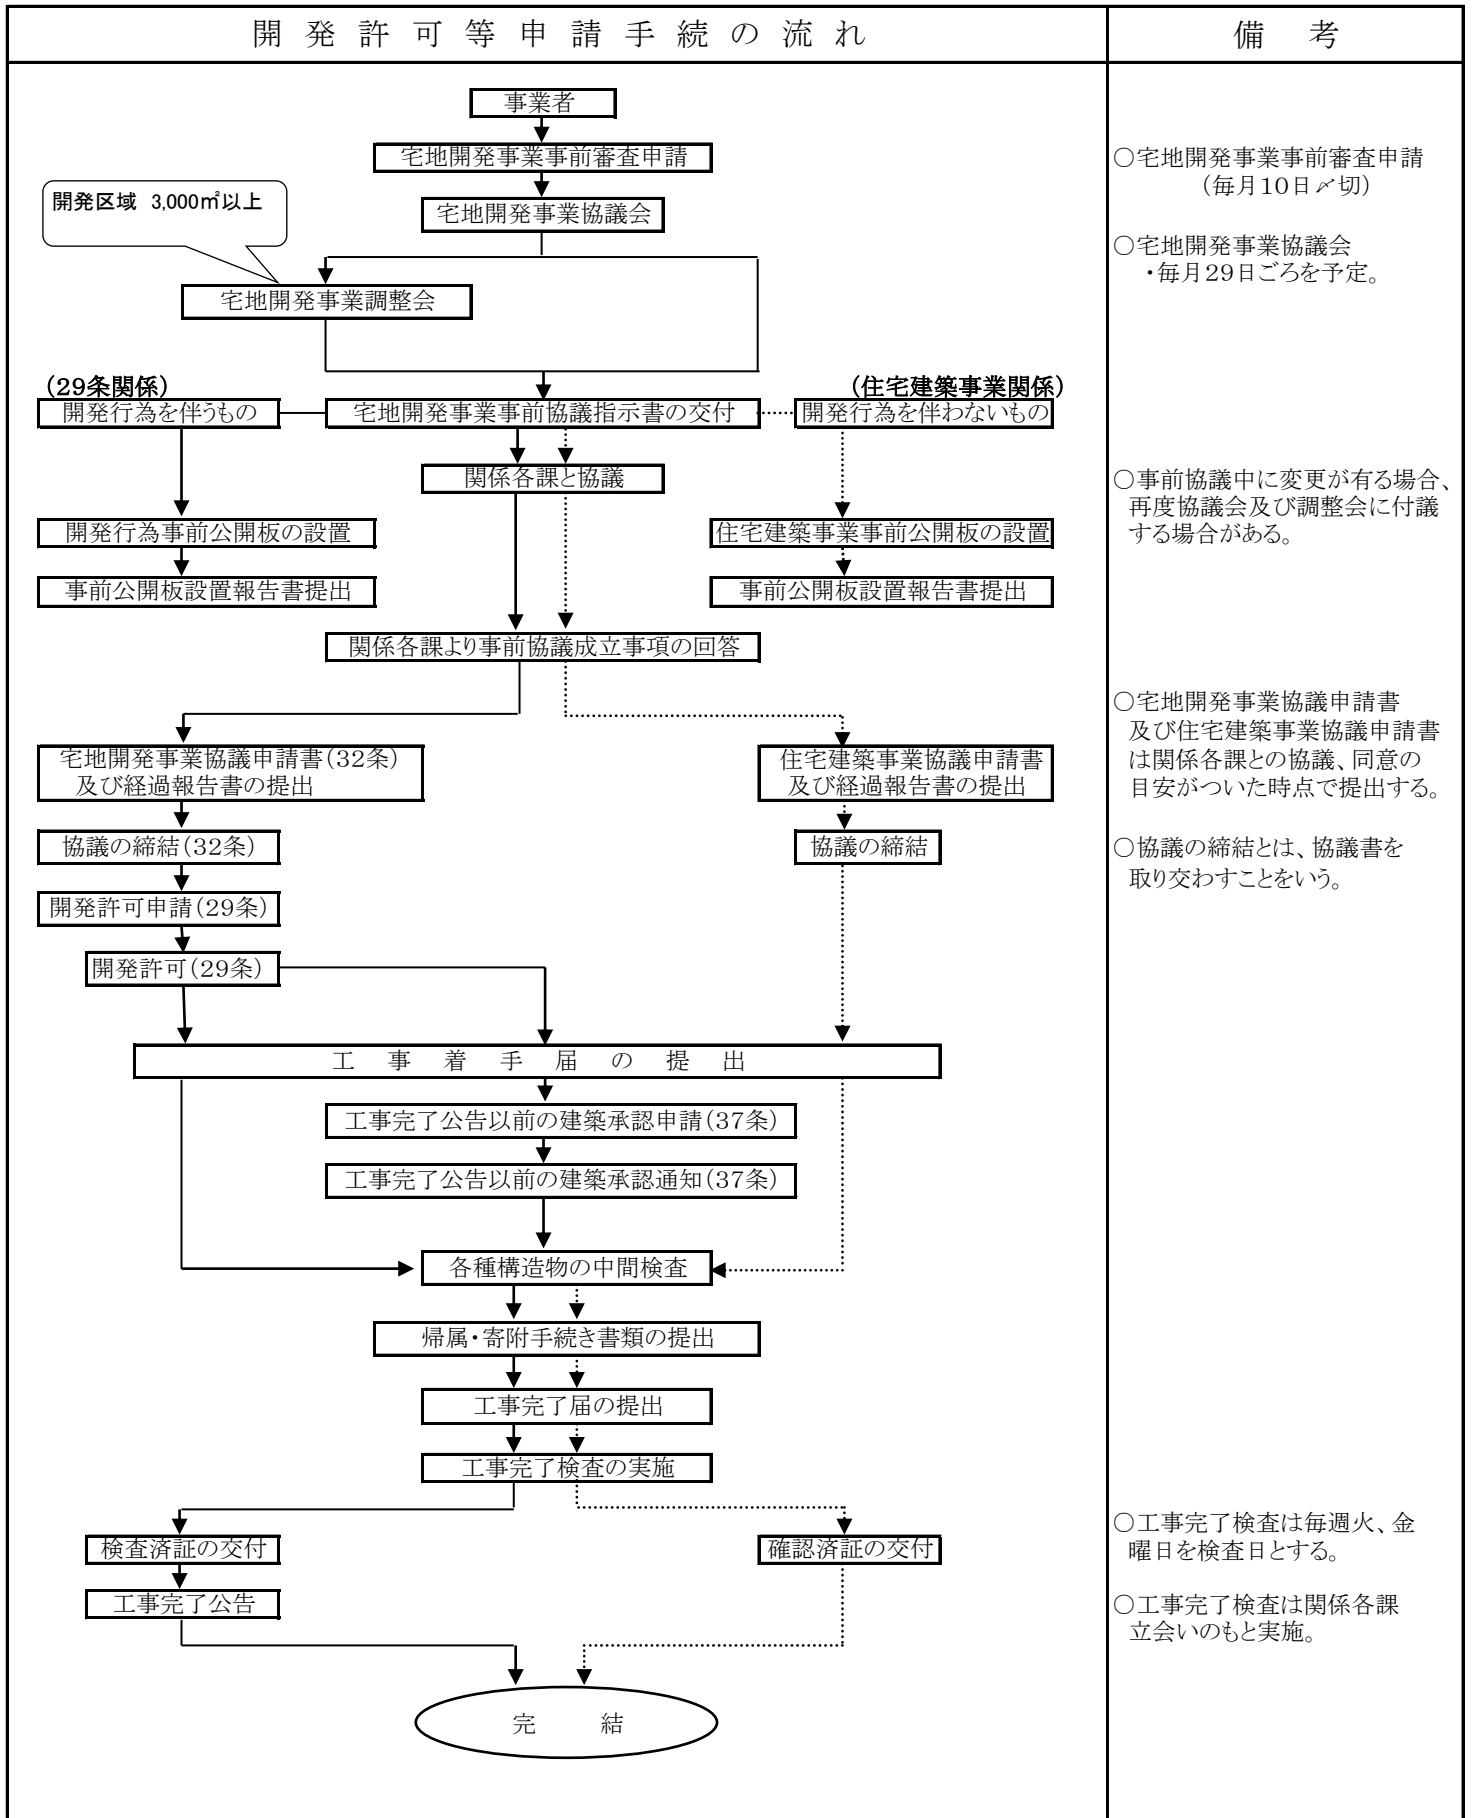 開発許可等申請手続の流れ
備考
事業者
宅地開発事業事前審査申請
開発区域 3,000㎡以上
宅地開発事業協議会
宅地開発事業調整会
(29条関係)
(住宅建築事業関係)
開発行為を伴うもの
宅地開発事業事前協議指示書の交付
開発行為を伴わないもの
関係各課と協議
開発行為事前公開板の設置
住宅建築事業事前公開板の設置
事前公開板設置報告書提出
事前公開板設置報告書提出
関係各課より事前協議成立事項の回答
宅地開発事業協議申請書(32条)
及び経過報告書の提出
住宅建築事業協議申請書
及び経過報告書の提出
協議の締結(32条)
協議の締結
開発許可申請(29条)
開発許可(29条)
工事着手届の提出
工事完了公告以前の建築承認申請(37条)
工事完了公告以前の建築承認通知(37条)
各種構造物の中間検査
帰属・寄附手続き書類の提出
工事完了届の提出
工事完了検査の実施
検査済証の交付
確認済証の交付
工事完了公告
完結
○宅地開発事業事前審査申請
(毎月10日〆切)
○宅地開発事業協議会
・毎月29日ごろを予定。
○事前協議中に変更が有る場合、
再度協議会及び調整会に付議
する場合がある。
○宅地開発事業協議申請書
及び住宅建築事業協議申請書
は関係各課との協議、同意の
目安がついた時点で提出する。
○協議の締結とは、協議書を
取り交わすことをいう。
○工事完了検査は毎週火、金
曜日を検査日とする。
○工事完了検査は関係各課
立会いのもと実施。